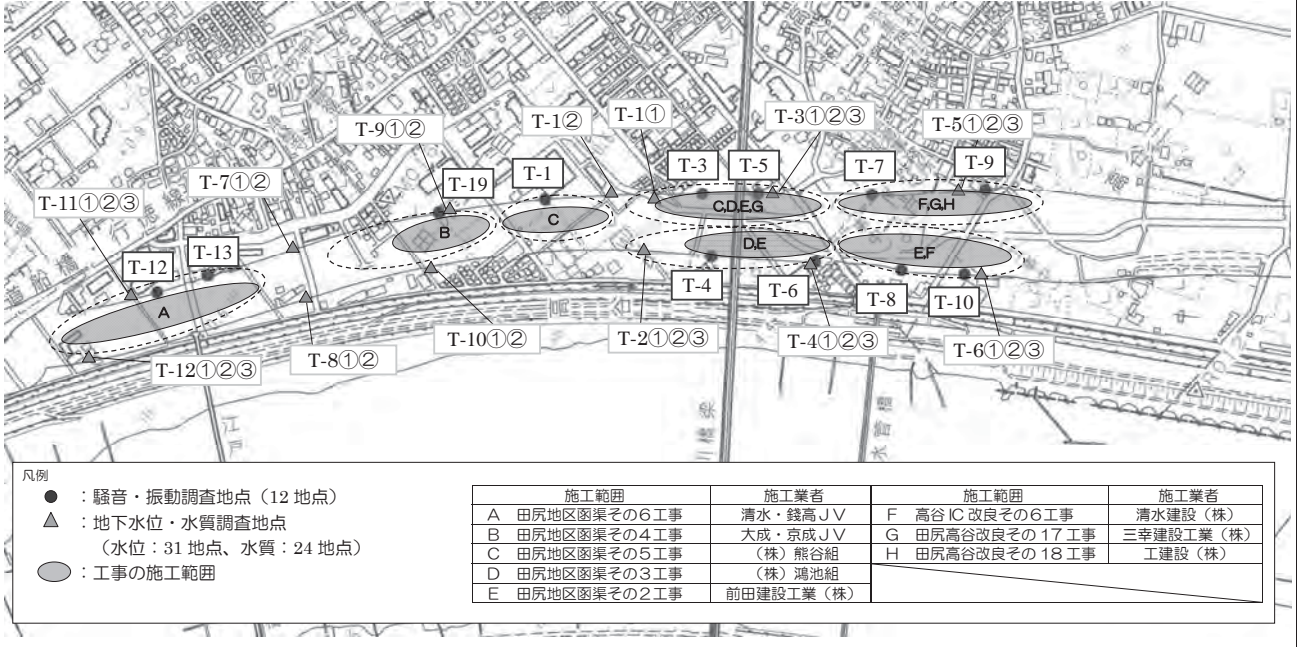 T-9①②
T-1②
T-1①
T-3①②③
T-5①②③
T-7①②
T-19
T-1
T-3
T-5
T-7
T-9
T-11①②③
T-12
T-13
A
B
C
C,D,E,G
D,E
F,G,H
E,F
T-4
T-6
T-8
T-10
T-12①②③
T-8①②
T-10①②
T-2①②③
T-4①②③
T-6①②③
高
谷
水管橋
凡例
●：騒音・振動調査地点（12 地点）
▲：地下水位・水質調査地点
（水位：31 地点、水質：24 地点）
：工事の施工範囲
施工範囲 施工業者 施工範囲 施工業者
A 田尻地区函渠その6工事 清水・錢高ＪＶ F 高谷 IC 改良その6工事 清水建設（株）
B 田尻地区函渠その4工事 大成・京成ＪＶ G 田尻高谷改良その 17 工事 三幸建設工業（株）
C 田尻地区函渠その5工事 （株）熊谷組 H 田尻高谷改良その 18 工事 工建設（株）
D 田尻地区函渠その3工事 （株）鴻池組
E 田尻地区函渠その2工事 前田建設工業（株）